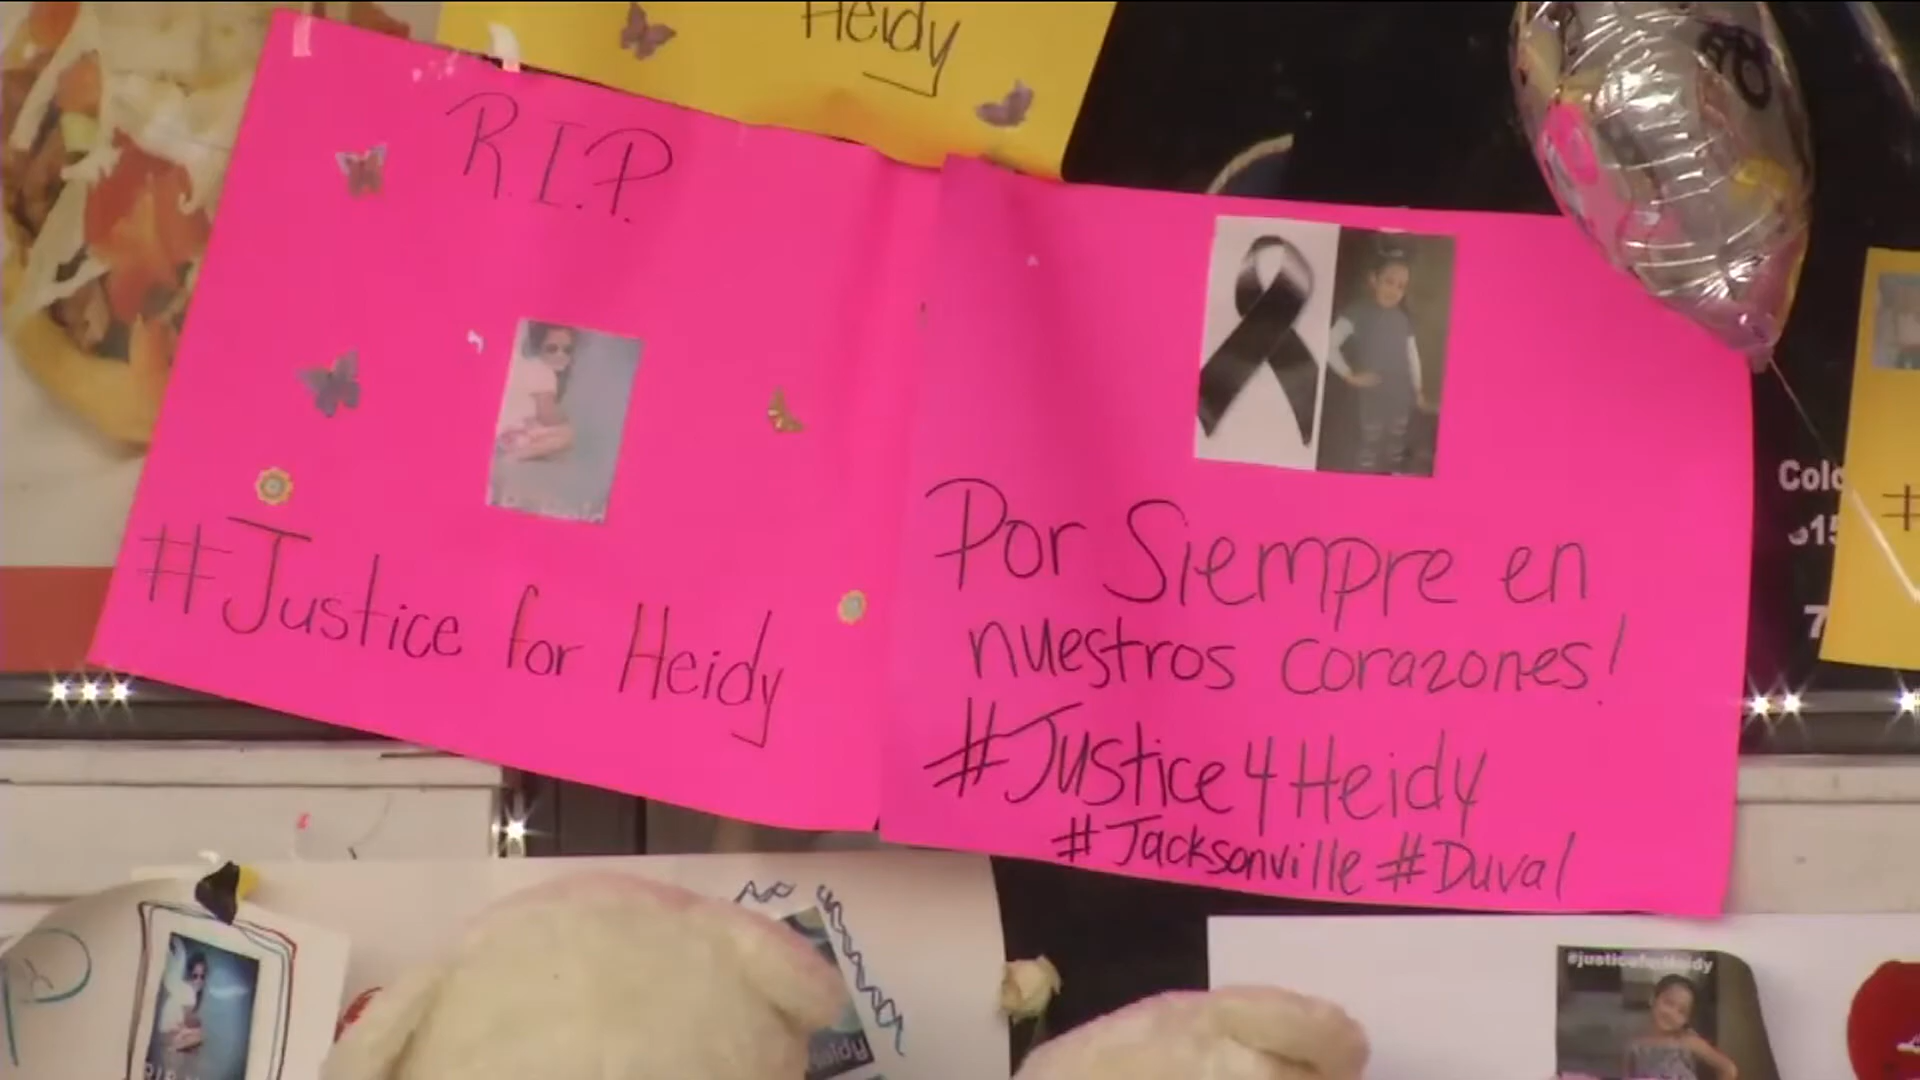 Heidy
R.I.P.
#Justice for Heidy
Por Siempre en
nuestros corazones!
#Justice4Heidy
#Jacksonville #Duval
#justiceforHeidy